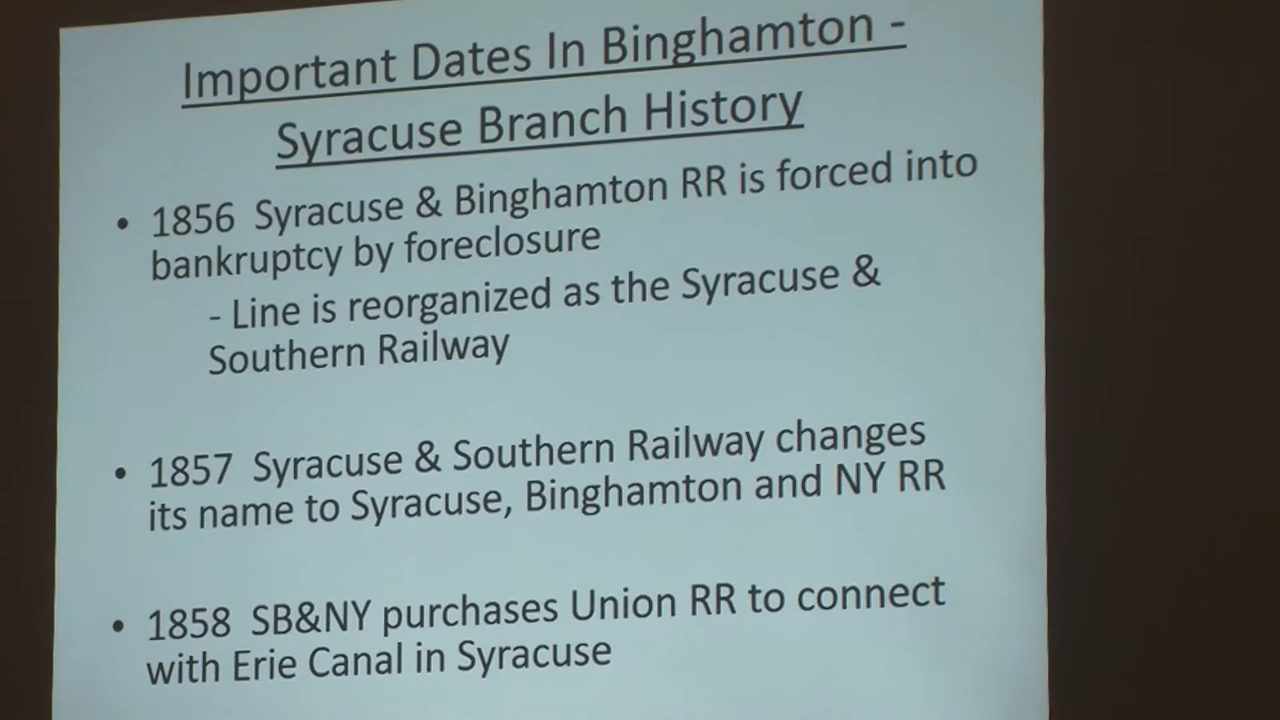 Important Dates In Binghamton -
Syracuse Branch History
• 1856 Syracuse & Binghamton RR is forced into
bankruptcy by foreclosure
- Line is reorganized as the Syracuse &
Southern Railway
• 1857 Syracuse & Southern Railway changes
its name to Syracuse, Binghamton and NY RR
• 1858 SB&NY purchases Union RR to connect
with Erie Canal in Syracuse